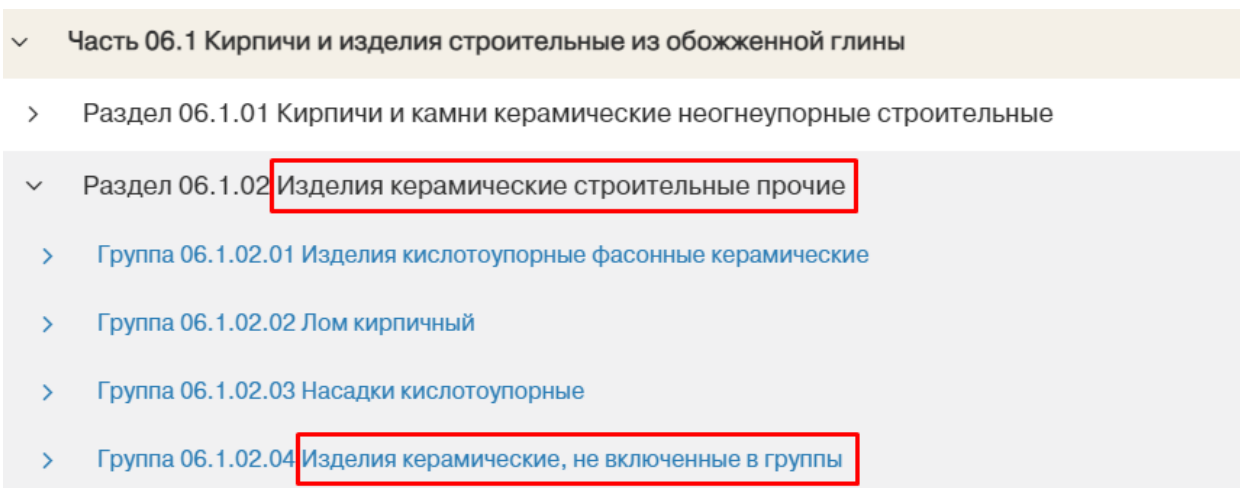 Часть 06.1 Кирпичи и изделия строительные из обожженной глины
Раздел 06.1.01 Кирпичи и камни керамические неогнеупорные строительные
Раздел 06.1.02 Изделия керамические строительные прочие
Группа 06.1.02.01 Изделия кислотоупорные фасонные керамические
Группа 06.1.02.02 Лом кирпичный
Группа 06.1.02.03 Насадки кислотоупорные
Группа 06.1.02.04 Изделия керамические, не включенные в группы